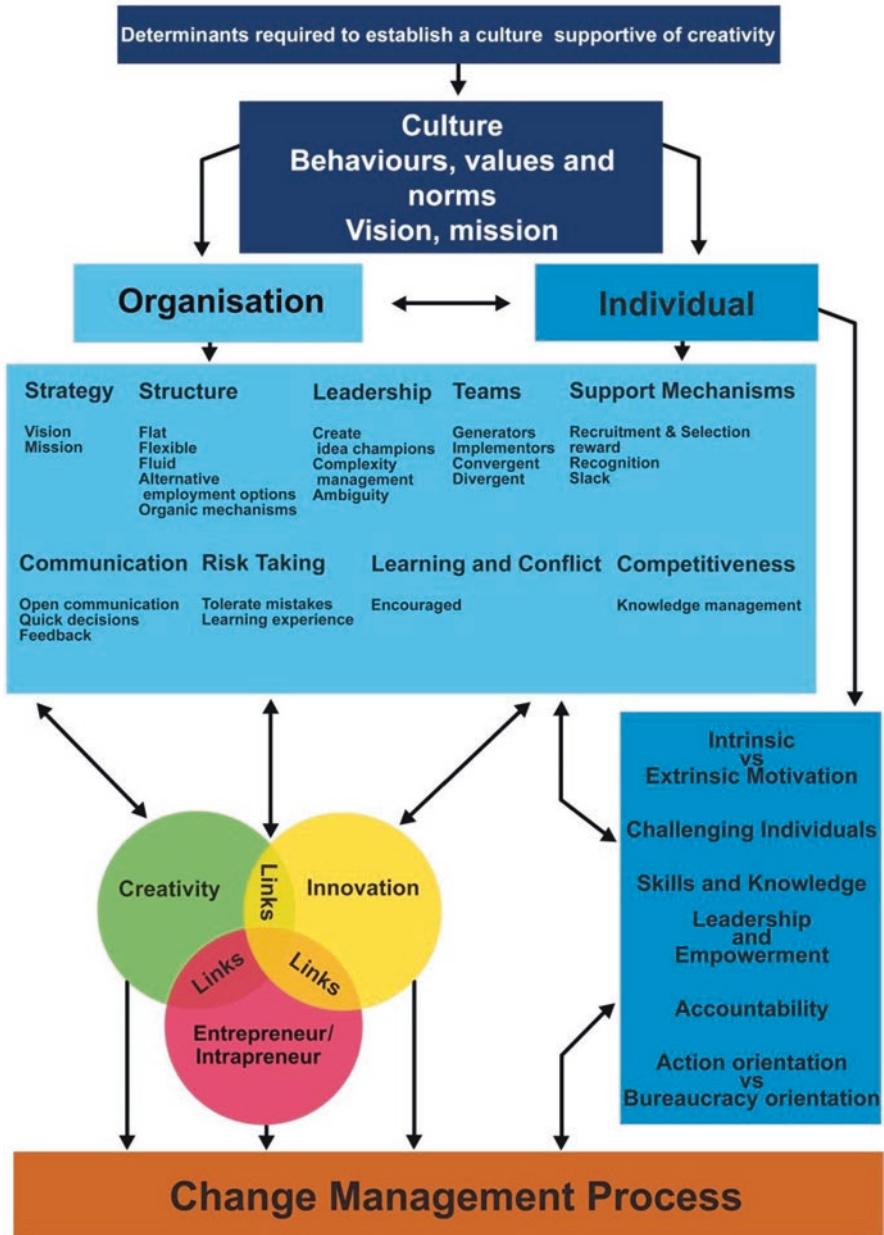 Determinants required to establish a culture supportive of creativity
Culture
Behaviours, values and
norms
Vision, mission
Organisation
Individual
Strategy
Vision
Mission
Structure
Flat
Flexible
Fluid
Alternative
employment options
Organic mechanisms
Leadership
Create
idea champions
Complexity
management
Ambiguity
Teams
Generators
Implementors
Convergent
Divergent
Support Mechanisms
Recruitment & Selection
reward
Recognition
Slack
Communication
Open communication
Quick decisions
Feedback
Risk Taking
Tolerate mistakes
Learning experience
Learning and Conflict
Encouraged
Competitiveness
Knowledge management
Creativity
Links
Innovation
Links
Links
Entrepreneur/
Intrapreneur
Intrinsic
vs
Extrinsic Motivation
Challenging Individuals
Skills and Knowledge
Leadership
and
Empowerment
Accountability
Action orientation
vs
Bureaucracy orientation
Change Management Process